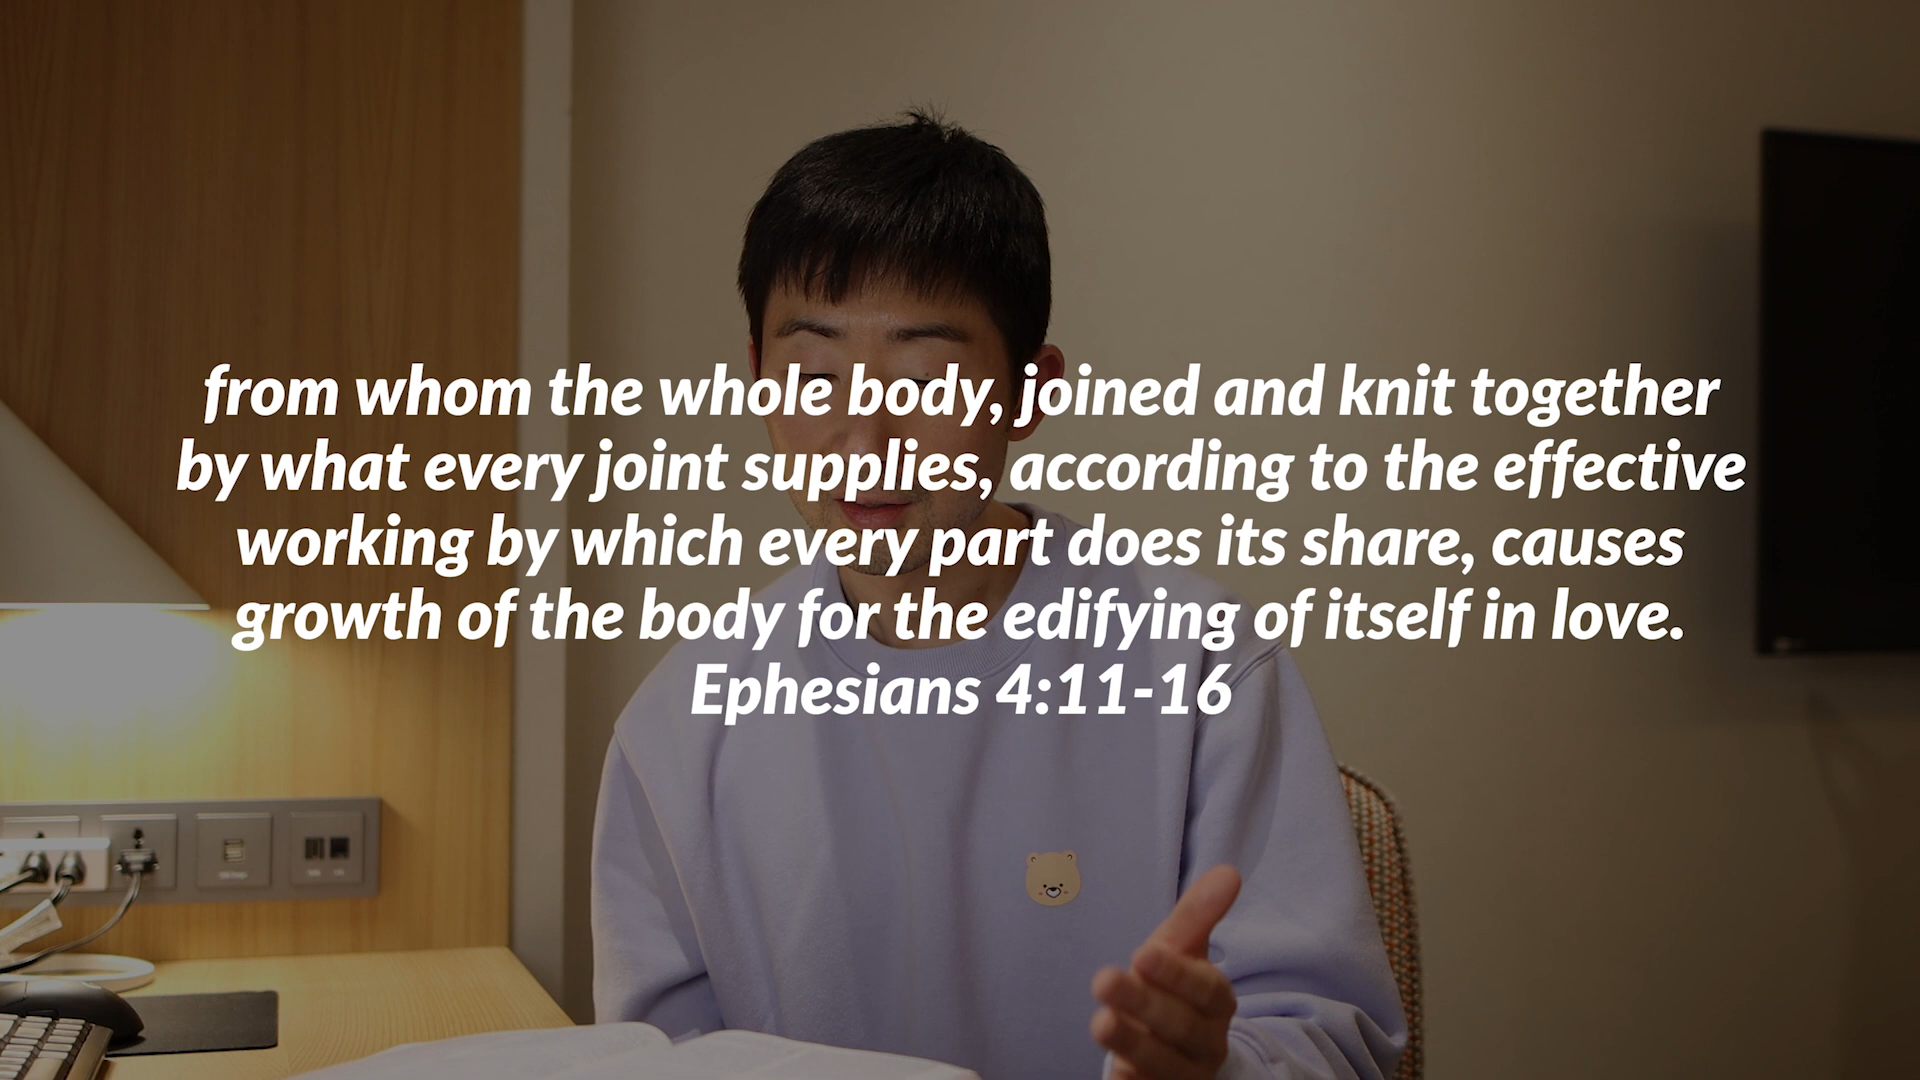 from whom the whole body, joined and knit together
by what every joint supplies, according to the effective
working by which every part does its share, causes
growth of the body for the edifying of itself in love.
Ephesians 4:11-16